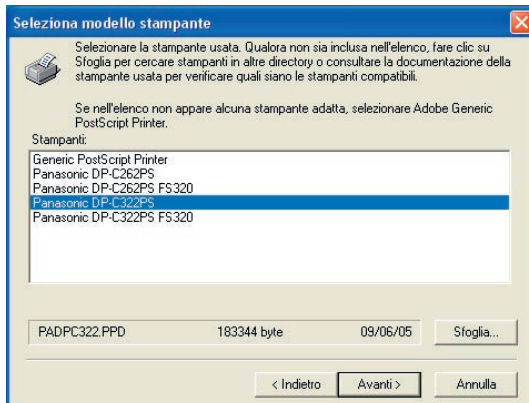 Seleziona modello stampante
Selezionare la stampante usata. Qualora non sia inclusa nell'elenco, fare clic su
Sfoglia per cercare stampanti in altre directory o consultare la documentazione della
stampante usata per verificare quali siano le stampanti compatibili.
Se nell'elenco non appare alcuna stampante adatta, selezionare Adobe Generic
PostScript Printer.
Stampanti:
Generic PostScript Printer
Panasonic DP-C262PS
Panasonic DP-C262PS FS320
Panasonic DP-C322PS
Panasonic DP-C322PS FS320
PADPC322.PPD 183344 byte 09/06/05 Sfoglia...
< Indietro Avanti > Annulla